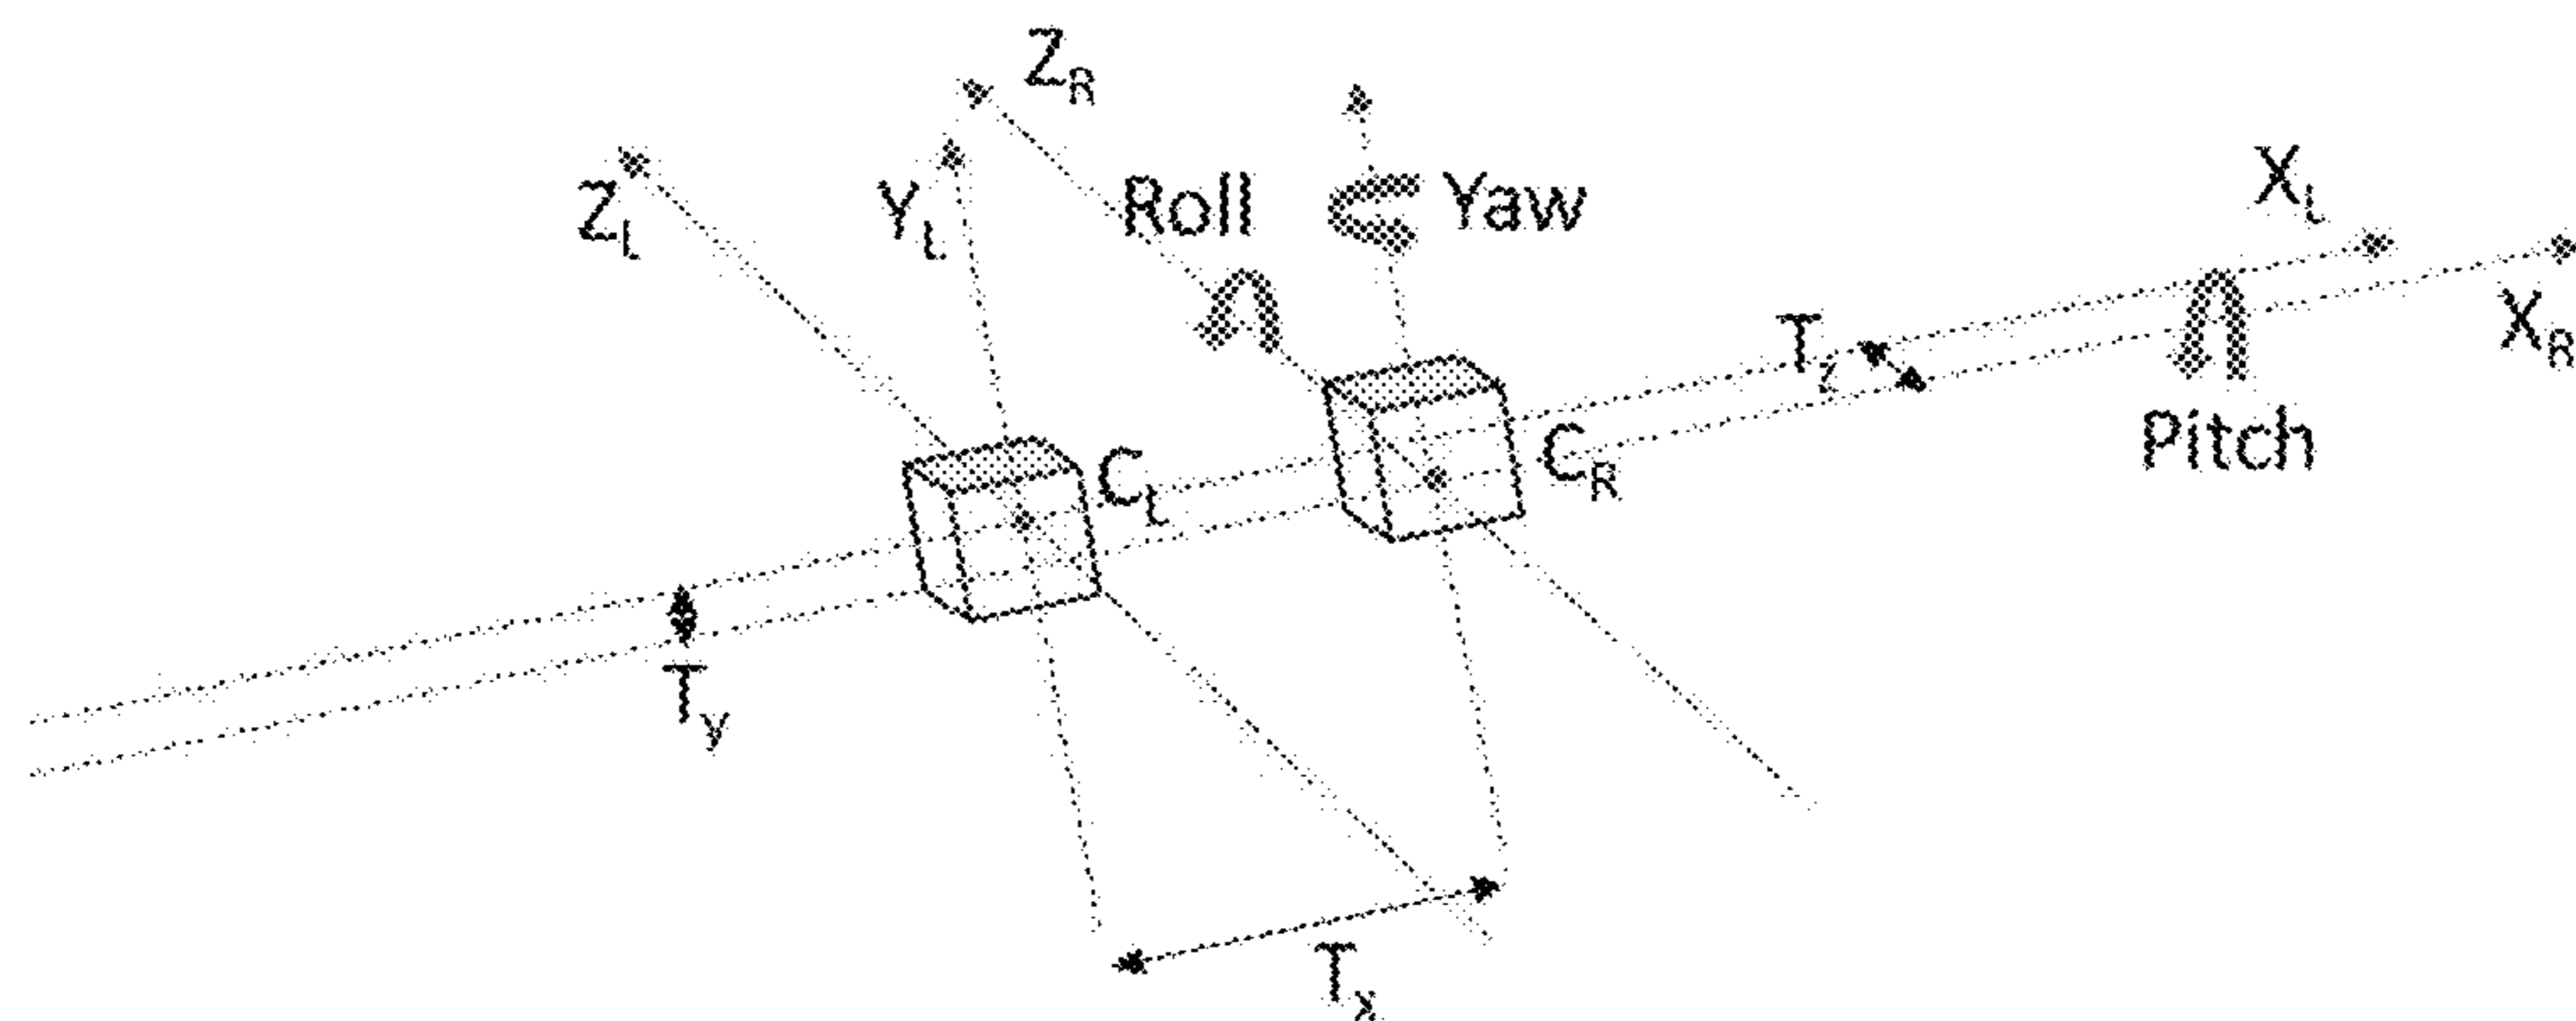 Z_R
Z_L
Y_L
Roll
Yaw
X_L
X_R
T_z
Pitch
C_L
C_R
T_y
T_x